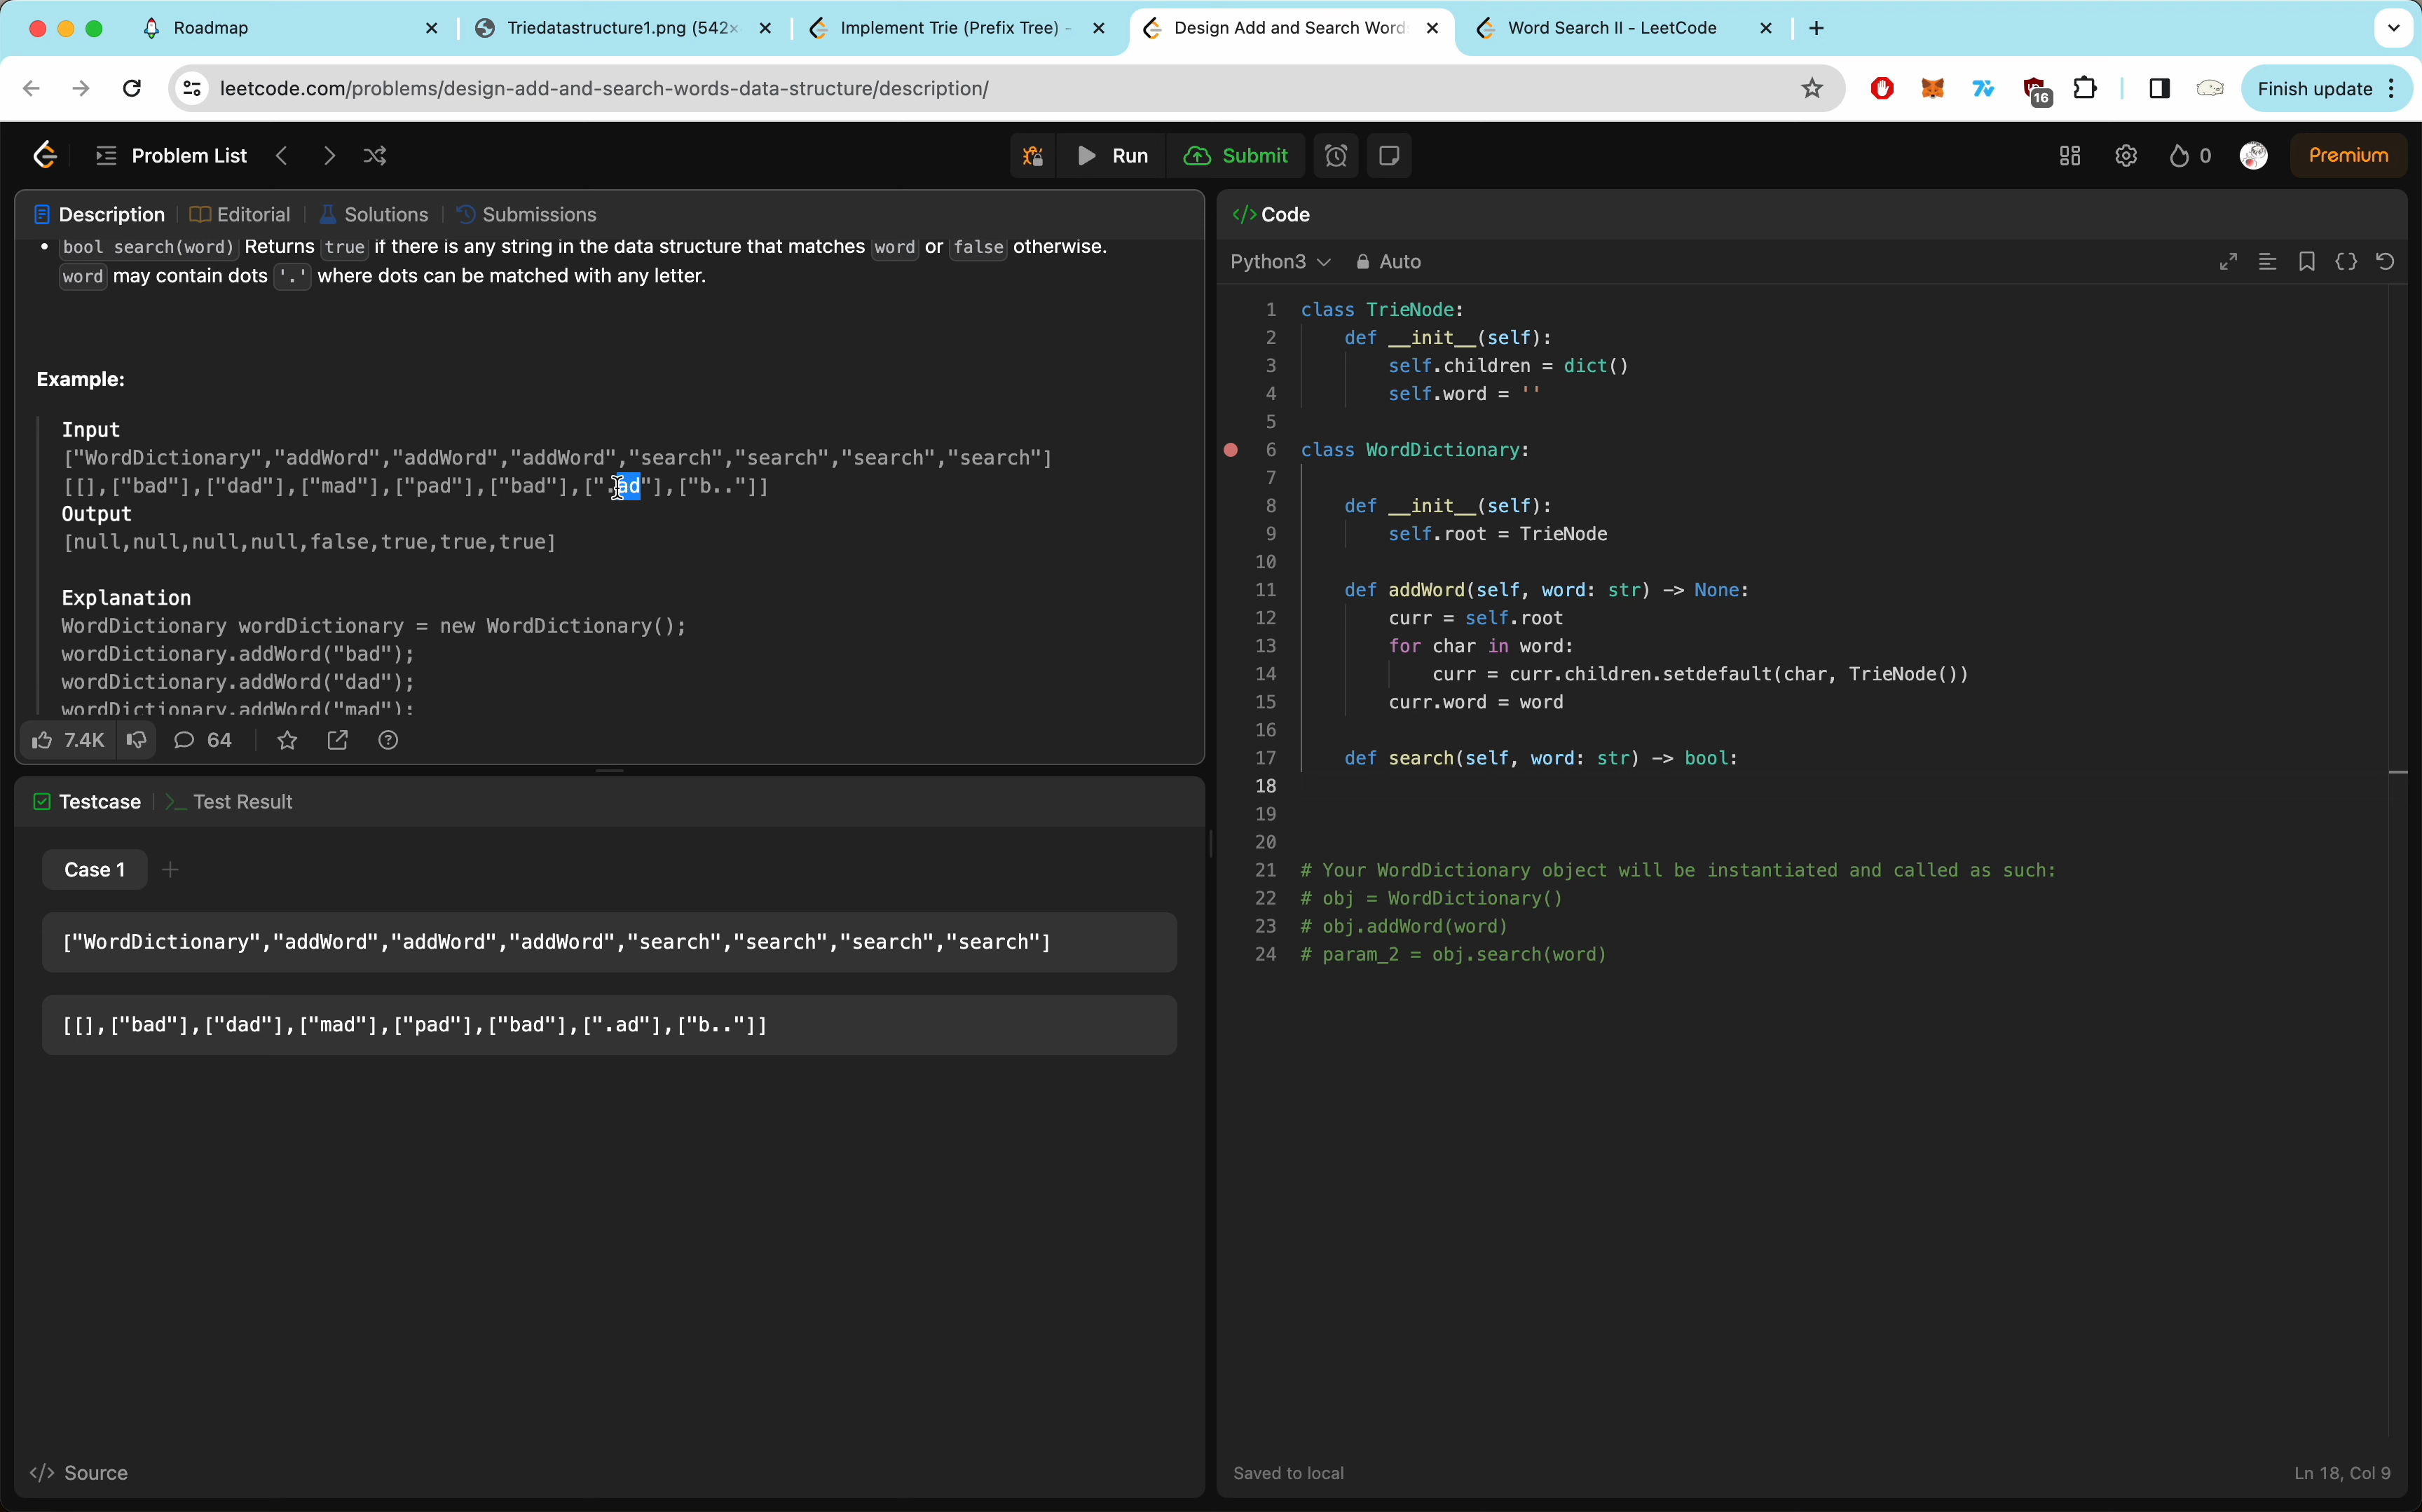 Roadmap
Triedatastructure1.png (542×
Implement Trie (Prefix Tree) -
Design Add and Search Word
Word Search II - LeetCode
leetcode.com/problems/design-add-and-search-words-data-structure/description/
16
Finish update
Problem List
Run
Submit
0
Premium
Description
Editorial
Solutions
Submissions
• bool search(word) Returns true if there is any string in the data structure that matches word or false otherwise.
word may contain dots '.' where dots can be matched with any letter.
Example:
Input
["WordDictionary","addWord","addWord","addWord","search","search","search","search"]
[[],["bad"],["dad"],["mad"],["pad"],["bad"],[".ad"],["b.."]]
Output
[null,null,null,null,false,true,true,true]
Explanation
WordDictionary wordDictionary = new WordDictionary();
wordDictionary.addWord("bad");
wordDictionary.addWord("dad");
wordDictionary.addWord("mad");
7.4K
64
Testcase
>_ Test Result
Case 1
["WordDictionary","addWord","addWord","addWord","search","search","search","search"]
[[],["bad"],["dad"],["mad"],["pad"],["bad"],[".ad"],["b.."]]
</> Source
</> Code
Python3
Auto
1 class TrieNode:
2     def __init__(self):
3         self.children = dict()
4         self.word = ''
5
6 class WordDictionary:
7
8     def __init__(self):
9         self.root = TrieNode
10
11     def addWord(self, word: str) -> None:
12         curr = self.root
13         for char in word:
14             curr = curr.children.setdefault(char, TrieNode())
15         curr.word = word
16
17     def search(self, word: str) -> bool:
18
19
20
21 # Your WordDictionary object will be instantiated and called as such:
22 # obj = WordDictionary()
23 # obj.addWord(word)
24 # param_2 = obj.search(word)
Saved to local
Ln 18, Col 9